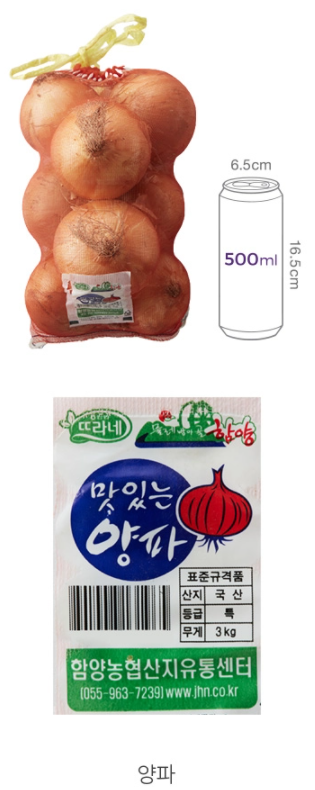 6.5cm
500ml
16.5cm
뜨라네
함양
맛있는
양파
표준규격품
산지 국산
등급 특
무게 3kg
함양농협산지유통센터
(055-963-7239) www.jhn.co.kr
양파